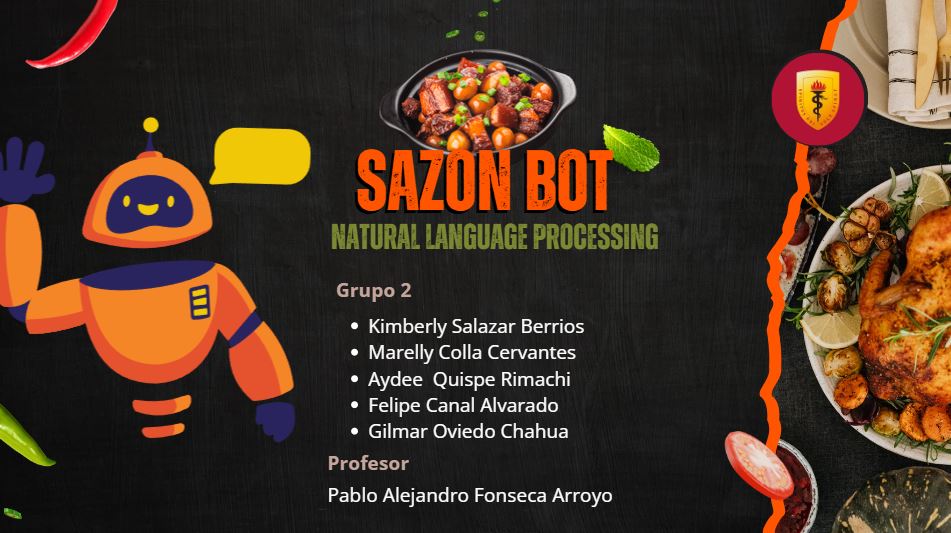 SAZON BOT
NATURAL LANGUAGE PROCESSING
Grupo 2
• Kimberly Salazar Berrios
• Marelly Colla Cervantes
• Aydee  Quispe Rimachi
• Felipe Canal Alvarado
• Gilmar Oviedo Chahua
Profesor
Pablo Alejandro Fonseca Arroyo